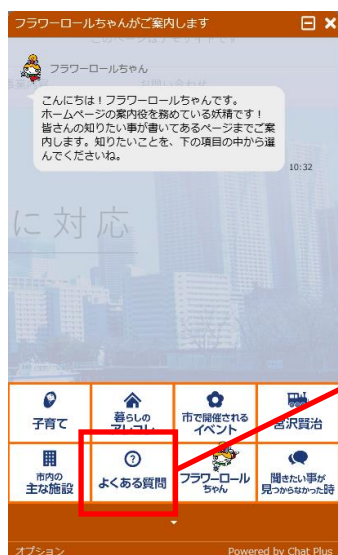 フラワーロールちゃんがご案内します
フラワーロールちゃん
こんにちは！フラワーロールちゃんです。
ホームページの案内役を務めている妖精です！
皆さんの知りたい事が書いてあるページまでご案
内します。知りたいことを、下の項目の中から選
んでくださいね。
10:32
に対応
子育て
暮らしの
アレコレ
市で開催される
イベント
宮沢賢治
市内の
主な施設
よくある質問
フラワーロール
ちゃん
聞きたい事が
見つからなかった時
オプション
Powered by Chat Plus